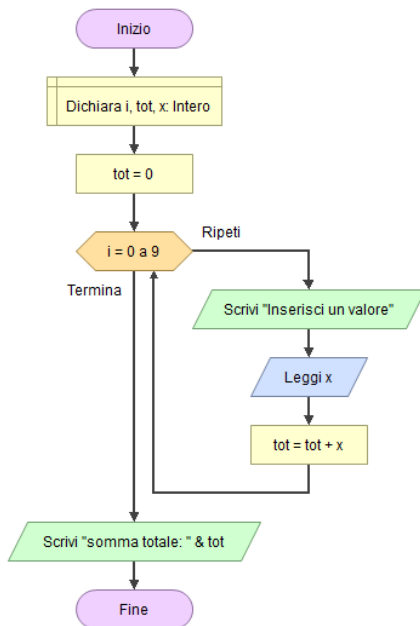 Inizio
Dichiara i, tot, x: Intero
tot = 0
i = 0 a 9
Ripeti
Termina
Scrivi "Inserisci un valore"
Leggi x
tot = tot + x
Scrivi "somma totale: " & tot
Fine